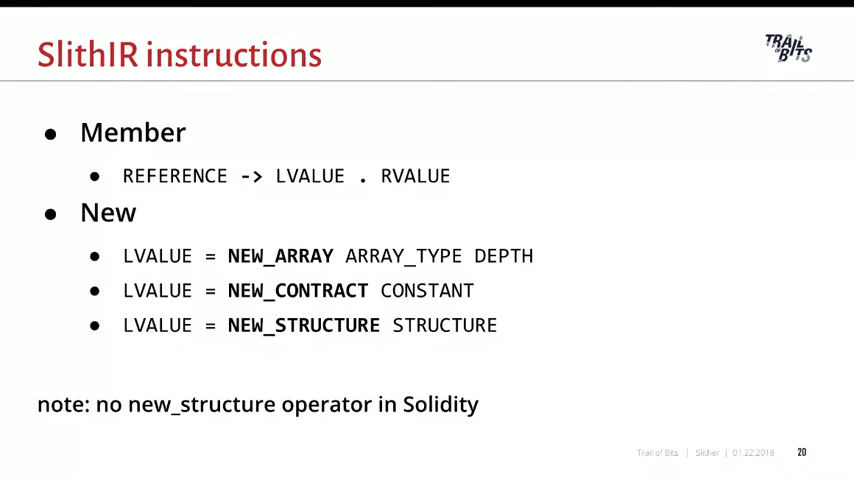 SlithIR instructions
TRAIL
OF
BITS
● Member
● REFERENCE -> LVALUE . RVALUE
● New
● LVALUE = NEW_ARRAY ARRAY_TYPE DEPTH
● LVALUE = NEW_CONTRACT CONSTANT
● LVALUE = NEW_STRUCTURE STRUCTURE
note: no new_structure operator in Solidity
Trail of Bits | Slither | 01.22.2018 20